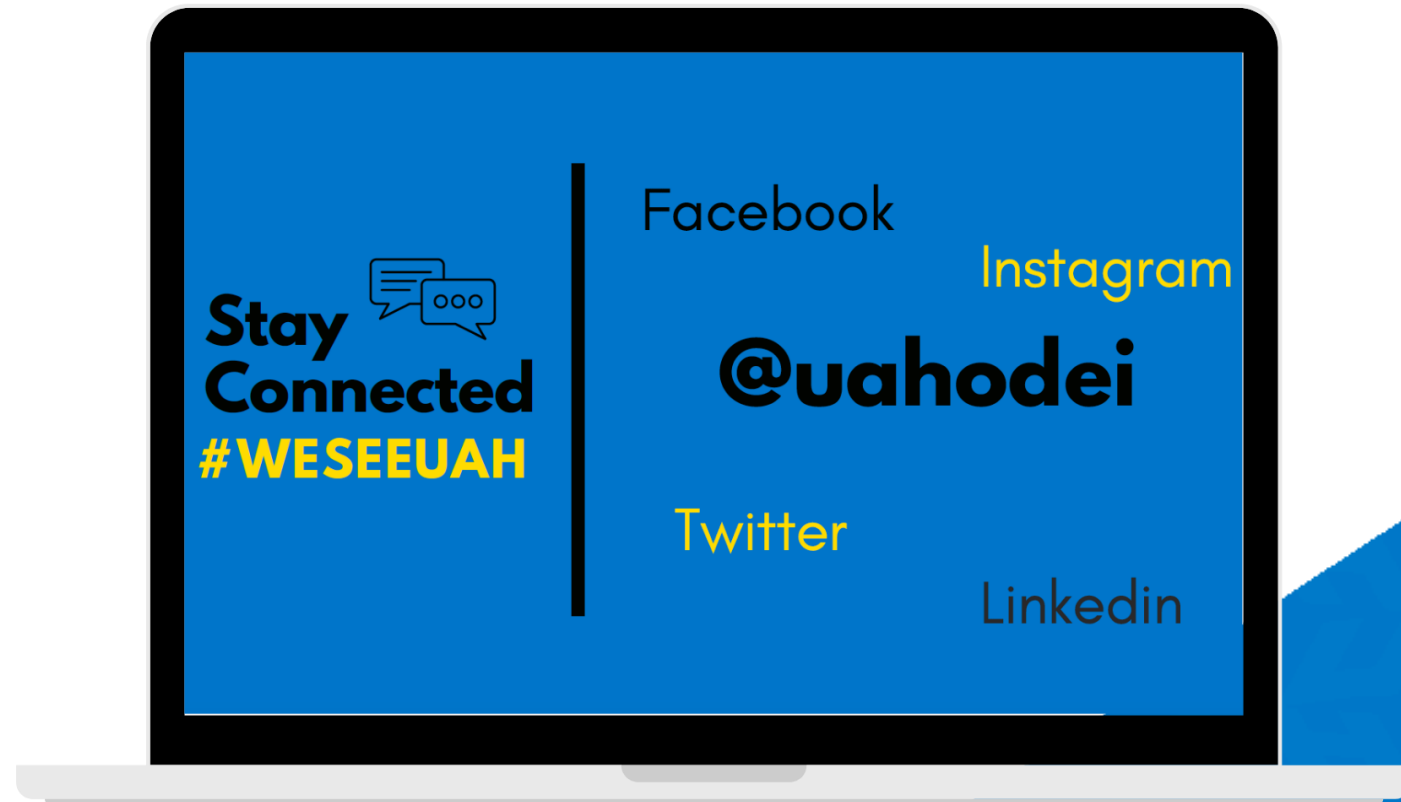 Stay
Connected
#WESEEUAH
Facebook
Instagram
@uahodei
Twitter
Linkedin